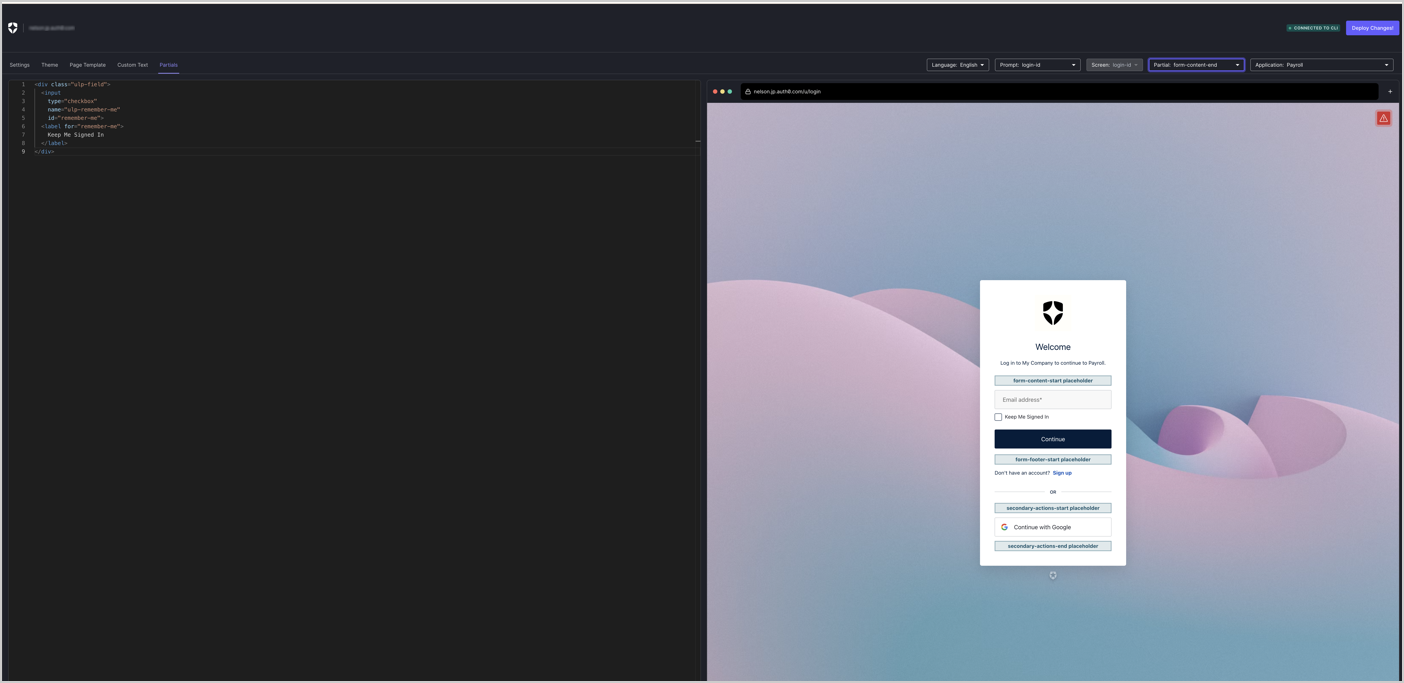 CONNECTED TO CLI
Deploy Changes!
Settings Theme Page Template Custom Text Partials
Language: English Prompt: login-id Screen: login-id Partial: form-content-end Application: Payroll
1 <div class="ulp-field">
2 <input
3 type="checkbox"
4 name="ulp-remember-me"
5 id="remember-me">
6 <label for="remember-me">
7 Keep Me Signed In
8 </label>
9 </div>
nelson.jp.auth0.com/u/login
+
Welcome
Log in to My Company to continue to Payroll.
form-content-start placeholder
Email address*
Keep Me Signed In
Continue
form-footer-start placeholder
Don't have an account? Sign up
OR
secondary-actions-start placeholder
Continue with Google
secondary-actions-end placeholder